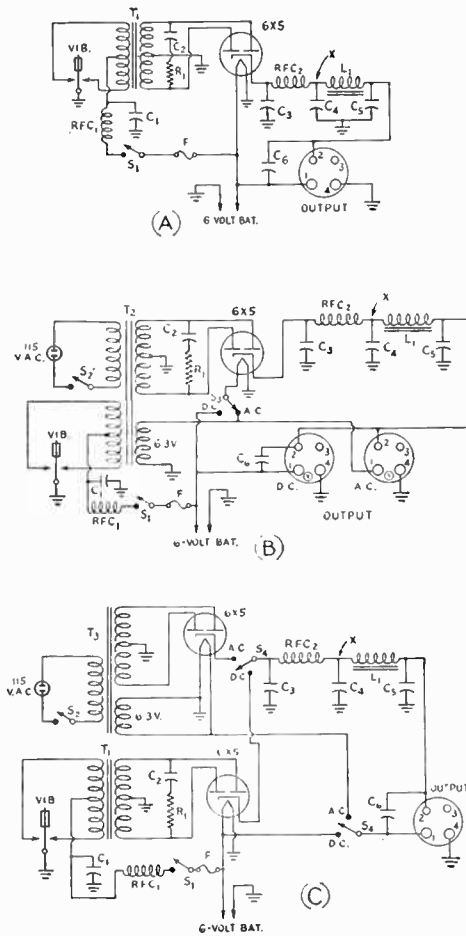 T₁
6X5
VIB.
C₂
R₁
RFC₂
X
L₁
C₃
C₄
C₅
C₁
RFC₁
S₁
F
C₆
1
2
3
4
OUTPUT
6 VOLT BAT.
(A)
T₂
6X5
RFC₂
X
L₁
115
V.A.C.
S₂
C₂
R₁
C₃
C₄
C₅
S₃
D.C.
A.C.
VIB.
6.3V
C₁
RFC₁
S₁
F
C₆
1
2
3
4
1
2
3
4
D.C.
A.C.
OUTPUT
6-VOLT BAT.
(B)
T₃
6X5
A.C.
S₄
RFC₂
X
L₁
D.C.
C₃
C₄
C₅
115
V.A.C
S₂
6.3V.
T₁
6X5
VIB
C₂
R₁
OUTPUT
C₆
1
2
3
4
A.C.
S₄
D.C.
C₁
RFC₁
S₁
F
6-VOLT BAT.
(C)